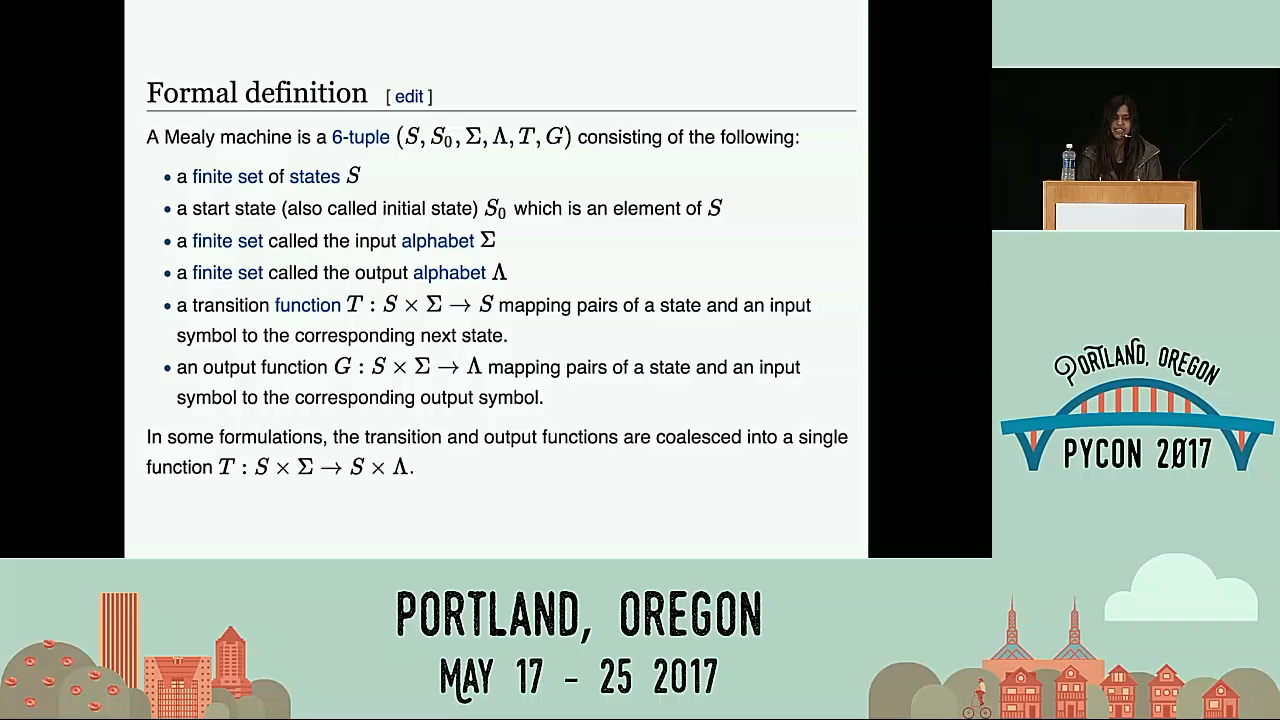 Formal definition [ edit ]
A Mealy machine is a 6-tuple (S, S₀, Σ, Λ, T, G) consisting of the following:
• a finite set of states S
• a start state (also called initial state) S₀ which is an element of S
• a finite set called the input alphabet Σ
• a finite set called the output alphabet Λ
• a transition function T : S × Σ → S mapping pairs of a state and an input
symbol to the corresponding next state.
• an output function G : S × Σ → Λ mapping pairs of a state and an input
symbol to the corresponding output symbol.
In some formulations, the transition and output functions are coalesced into a single
function T : S × Σ → S × Λ.
PORTLAND, OREGON
PYCON 2017
PORTLAND, OREGON
MAY 17 - 25 2017